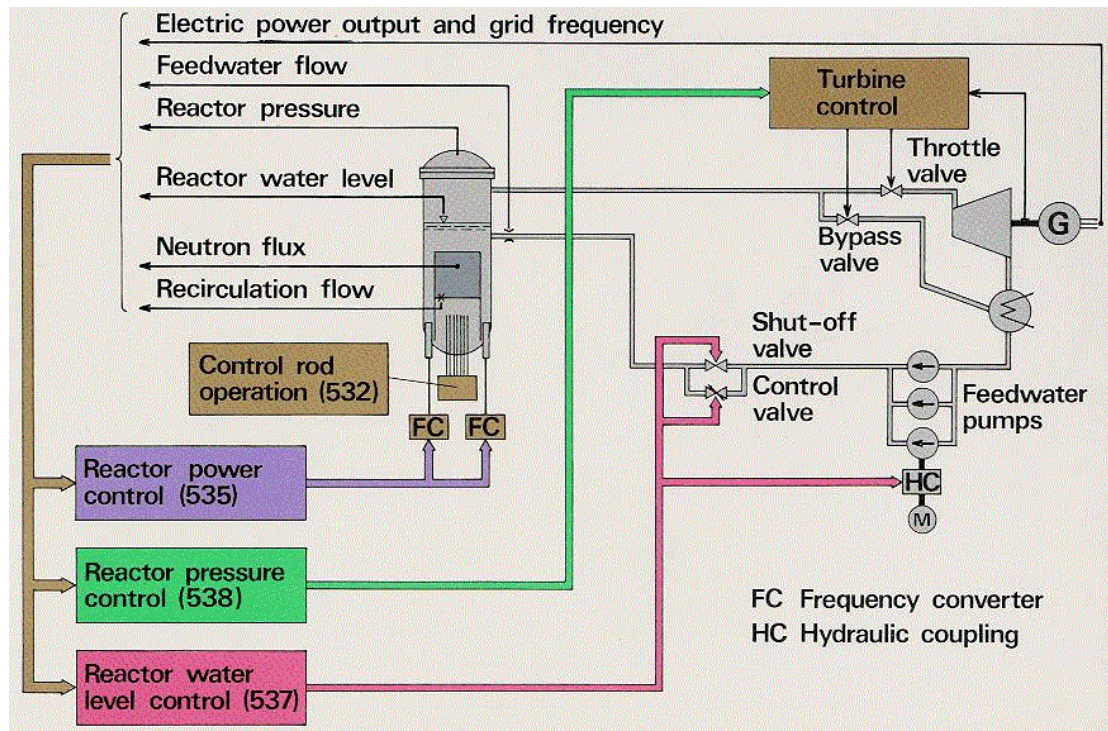 Electric power output and grid frequency
Feedwater flow
Reactor pressure
Reactor water level
Neutron flux
Recirculation flow
Turbine
control
Throttle
valve
G
Bypass
valve
Shut-off
valve
Control
valve
Feedwater
pumps
Control rod
operation (532)
FC
FC
Reactor power
control (535)
HC
M
Reactor pressure
control (538)
FC Frequency converter
HC Hydraulic coupling
Reactor water
level control (537)